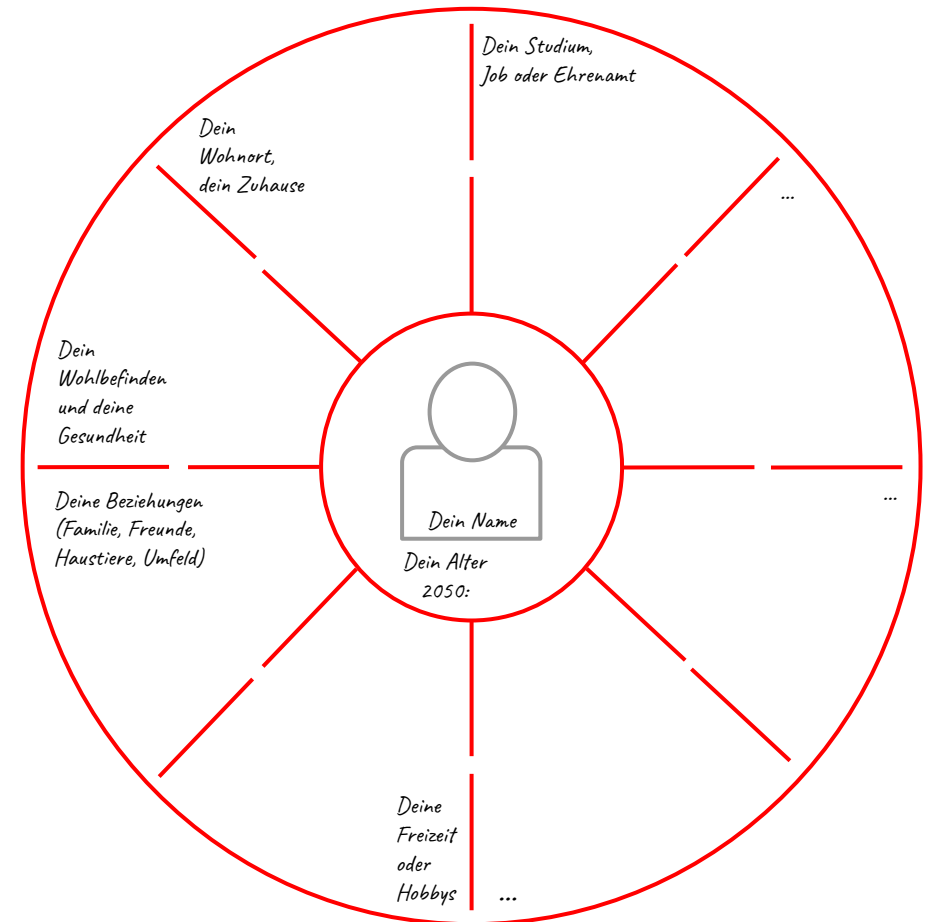 Dein Studium,
Job oder Ehrenamt
Dein
Wohnort,
dein Zuhause
...
Dein
Wohlbefinden
und deine
Gesundheit
Deine Beziehungen
(Familie, Freunde,
Haustiere, Umfeld)
...
Dein Name
Dein Alter
2050:
Deine
Freizeit
oder
Hobbys
...